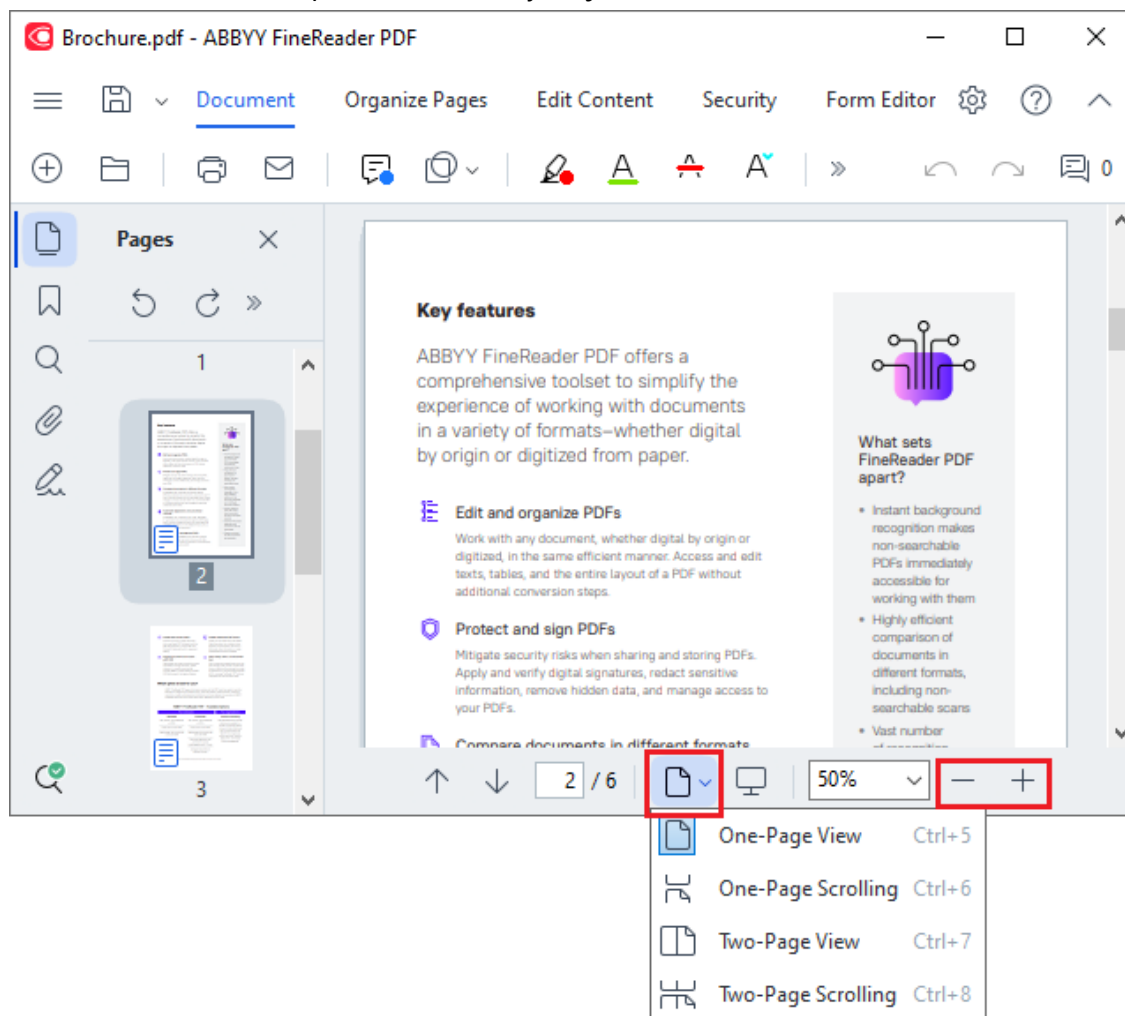 Brochure.pdf - ABBYY FineReader PDF
Document Organize Pages Edit Content Security Form Editor
0
Pages
1
2
3
Key features
ABBYY FineReader PDF offers a
comprehensive toolset to simplify the
experience of working with documents
in a variety of formats—whether digital
by origin or digitized from paper.
Edit and organize PDFs
Work with any document, whether digital by origin or
digitized, in the same efficient manner. Access and edit
texts, tables, and the entire layout of a PDF without
additional conversion steps.
Protect and sign PDFs
Mitigate security risks when sharing and storing PDFs.
Apply and verify digital signatures, redact sensitive
information, remove hidden data, and manage access to
your PDFs.
Compare documents in different formats
What sets
FineReader PDF
apart?
• Instant background
recognition makes
non-searchable
PDFs immediately
accessible for
working with them
• Highly efficient
comparison of
documents in
different formats,
including non-
searchable scans
• Vast number
of recognition
2 / 6 50%
One-Page View Ctrl+5
One-Page Scrolling Ctrl+6
Two-Page View Ctrl+7
Two-Page Scrolling Ctrl+8